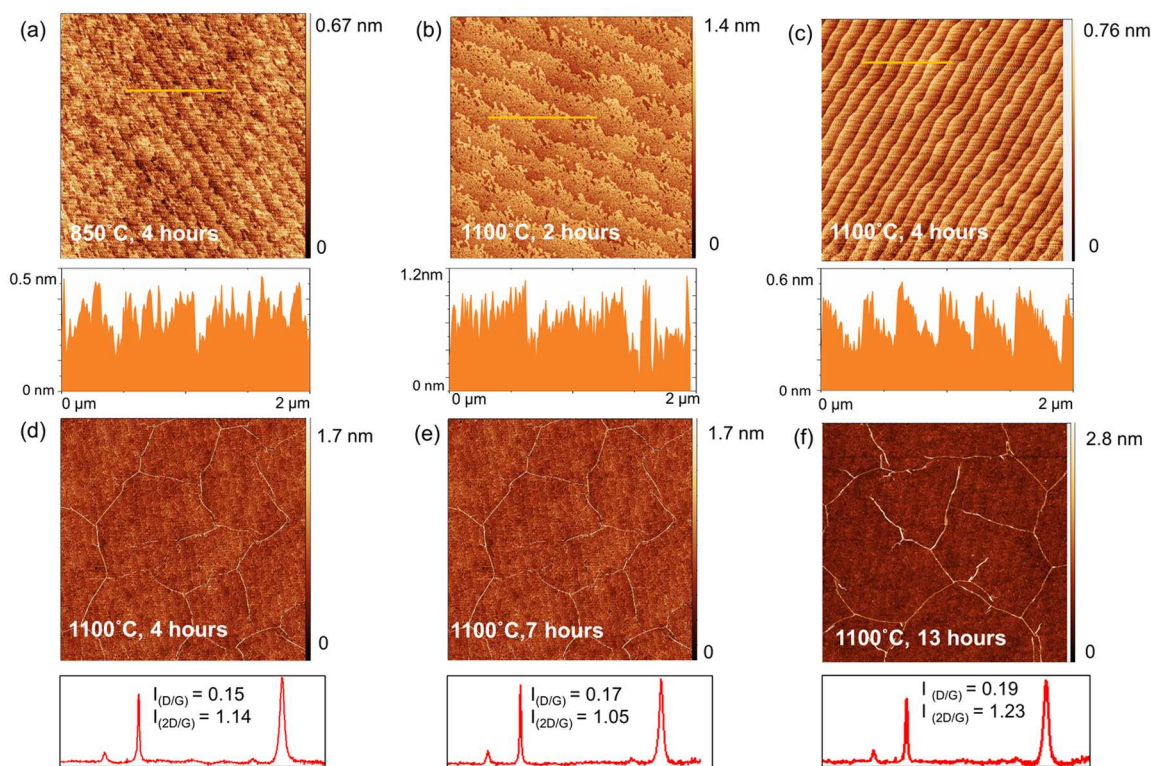 (a)
0.67 nm
850°C, 4 hours
0
(b)
1.4 nm
1100°C, 2 hours
0
(c)
0.76 nm
1100°C, 4 hours
0
0.5 nm
0 nm
0 µm
2 µm
1.2nm
0 nm
0 µm
2 µm
0.6 nm
0 nm
0 µm
2 µm
(d)
1.7 nm
1100°C, 4 hours
0
(e)
1.7 nm
1100°C,7 hours
0
(f)
2.8 nm
1100°C, 13 hours
0
I (D/G) = 0.15
I (2D/G) = 1.14
I (D/G) = 0.17
I (2D/G) = 1.05
I (D/G) = 0.19
I (2D/G) = 1.23